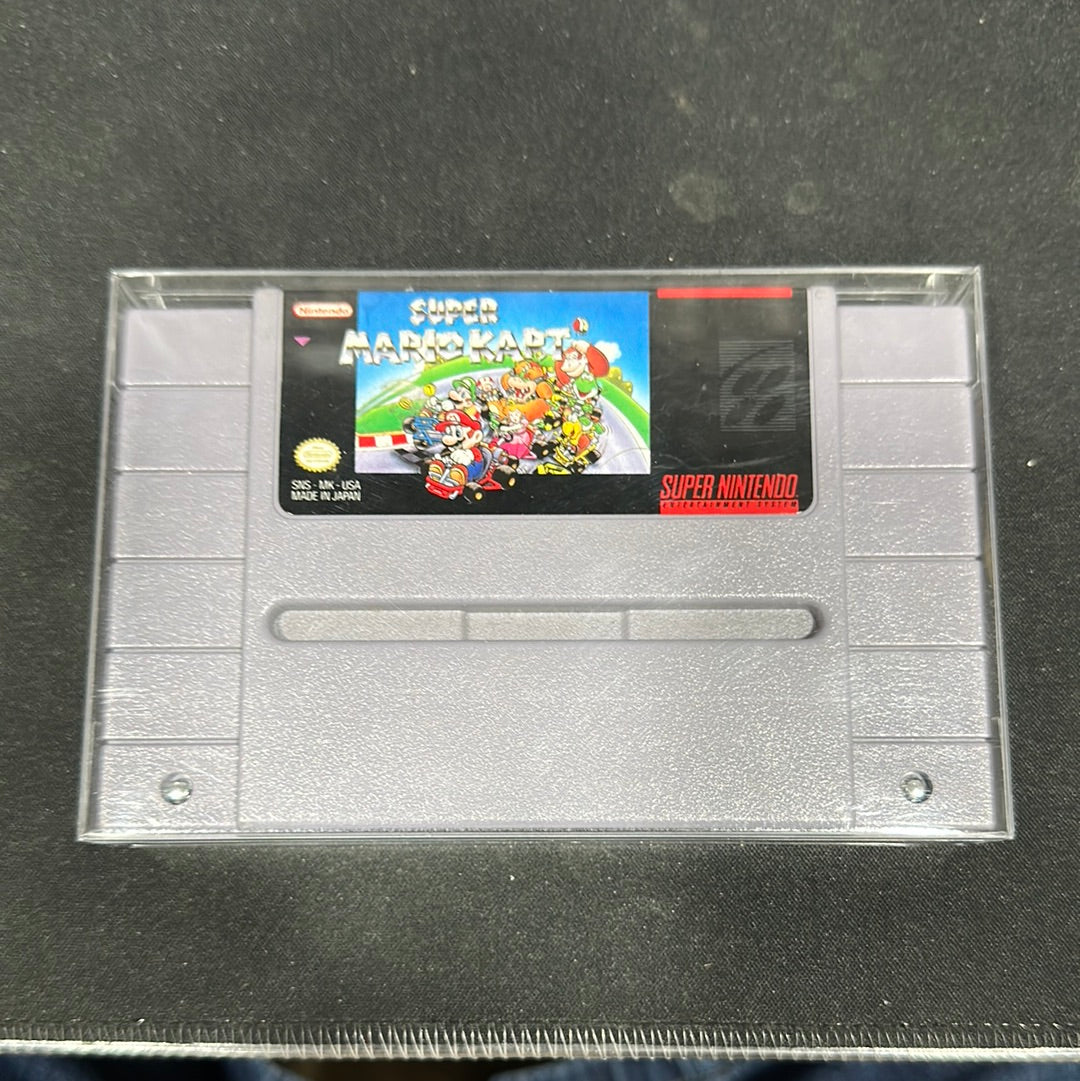 Nintendo
SUPER
MARIO KART
SNS - MK - USA
MADE IN JAPAN
SUPER NINTENDO
ENTERTAINMENT SYSTEM